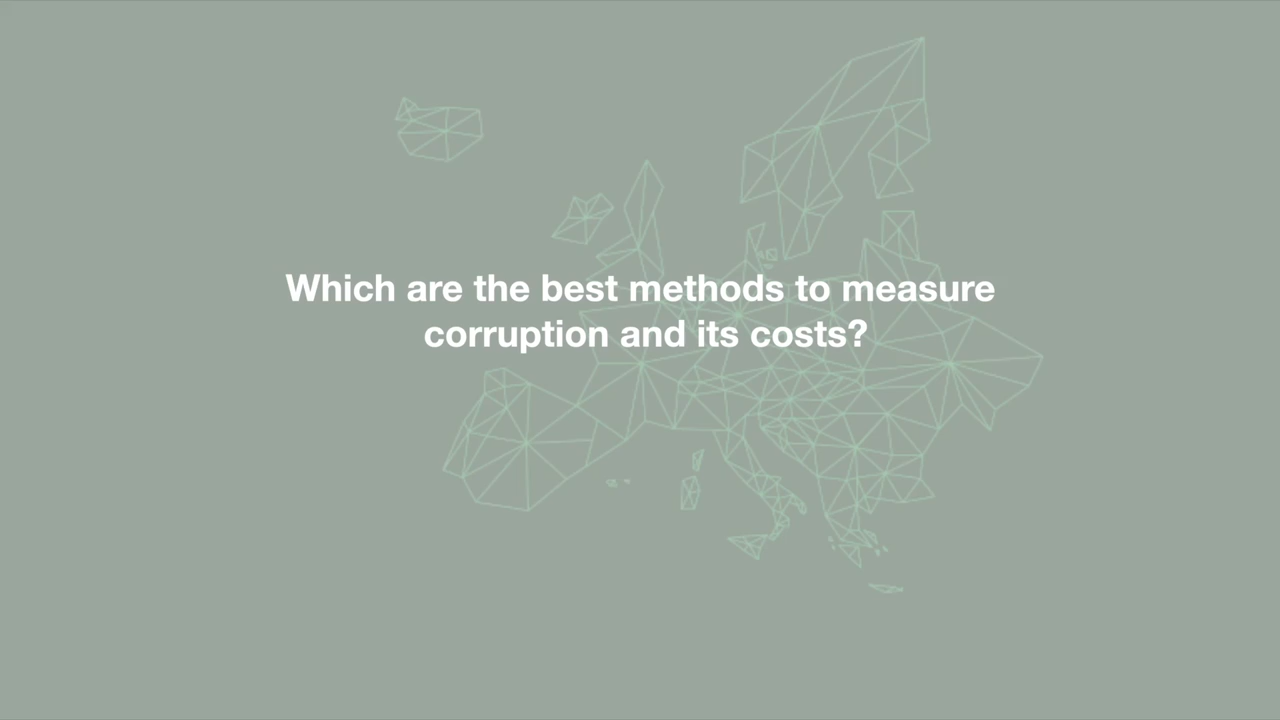 Which are the best methods to measure
corruption and its costs?